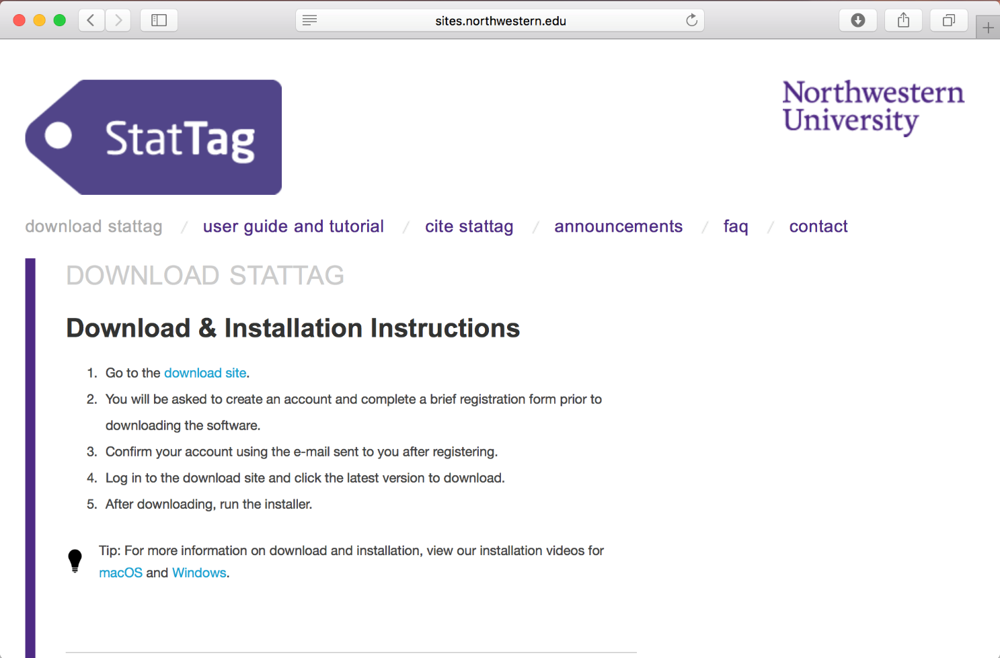 sites.northwestern.edu
StatTag
Northwestern
University
download stattag / user guide and tutorial / cite stattag / announcements / faq / contact
DOWNLOAD STATTAG
Download & Installation Instructions
1. Go to the download site.
2. You will be asked to create an account and complete a brief registration form prior to
downloading the software.
3. Confirm your account using the e-mail sent to you after registering.
4. Log in to the download site and click the latest version to download.
5. After downloading, run the installer.
Tip: For more information on download and installation, view our installation videos for
macOS and Windows.